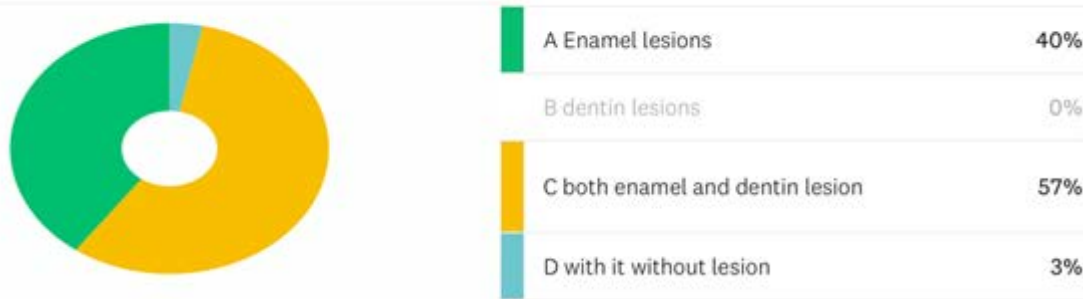 A Enamel lesions 40%
B dentin lesions 0%
C both enamel and dentin lesion 57%
D with it without lesion 3%